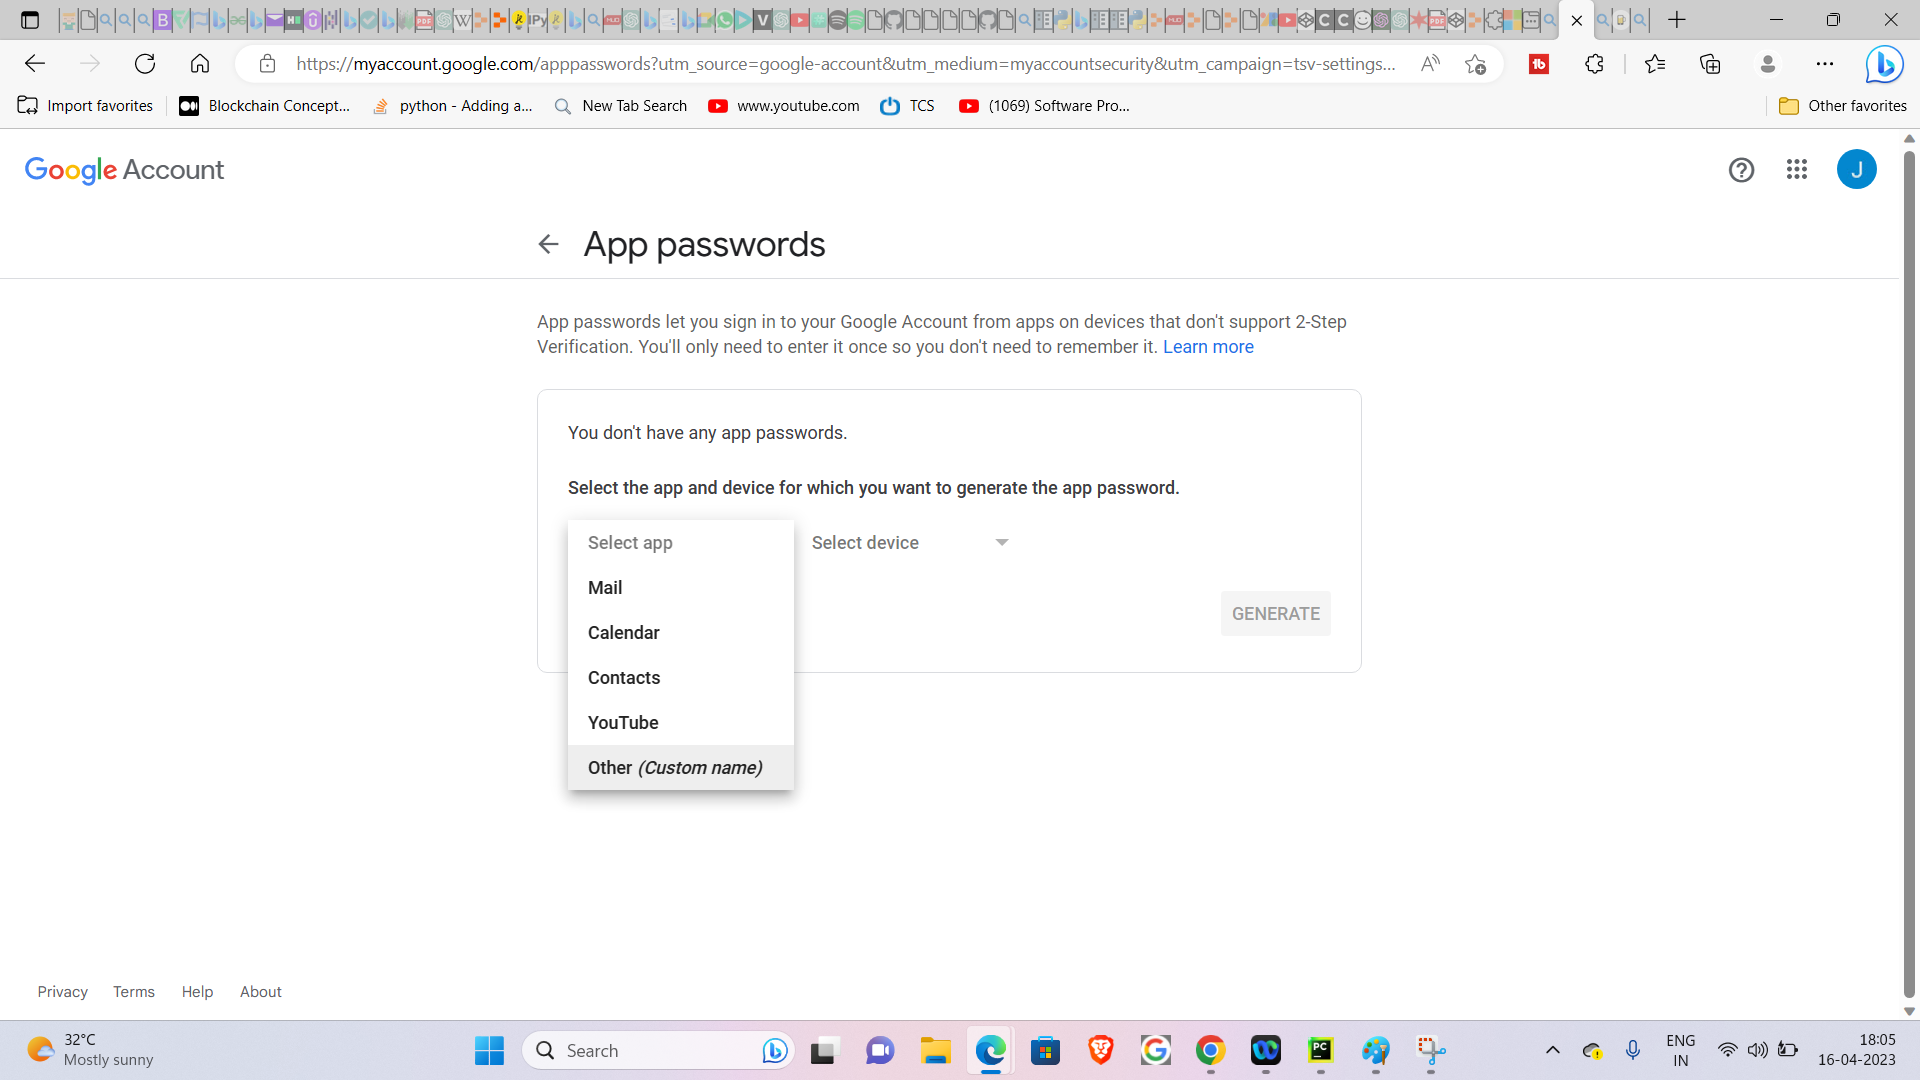 https://myaccount.google.com/apppasswords?utm_source=google-account&utm_medium=myaccountsecurity&utm_campaign=tsv-settings...
Import favorites
Blockchain Concept...
python - Adding a...
New Tab Search
www.youtube.com
TCS
(1069) Software Pro...
Other favorites
Google Account
J
App passwords
App passwords let you sign in to your Google Account from apps on devices that don't support 2-Step
Verification. You'll only need to enter it once so you don't need to remember it. Learn more
You don't have any app passwords.
Select the app and device for which you want to generate the app password.
Select app
Select device
Mail
Calendar
Contacts
YouTube
Other (Custom name)
GENERATE
Privacy Terms Help About
32°C
Mostly sunny
Search
ENG
IN
18:05
16-04-2023